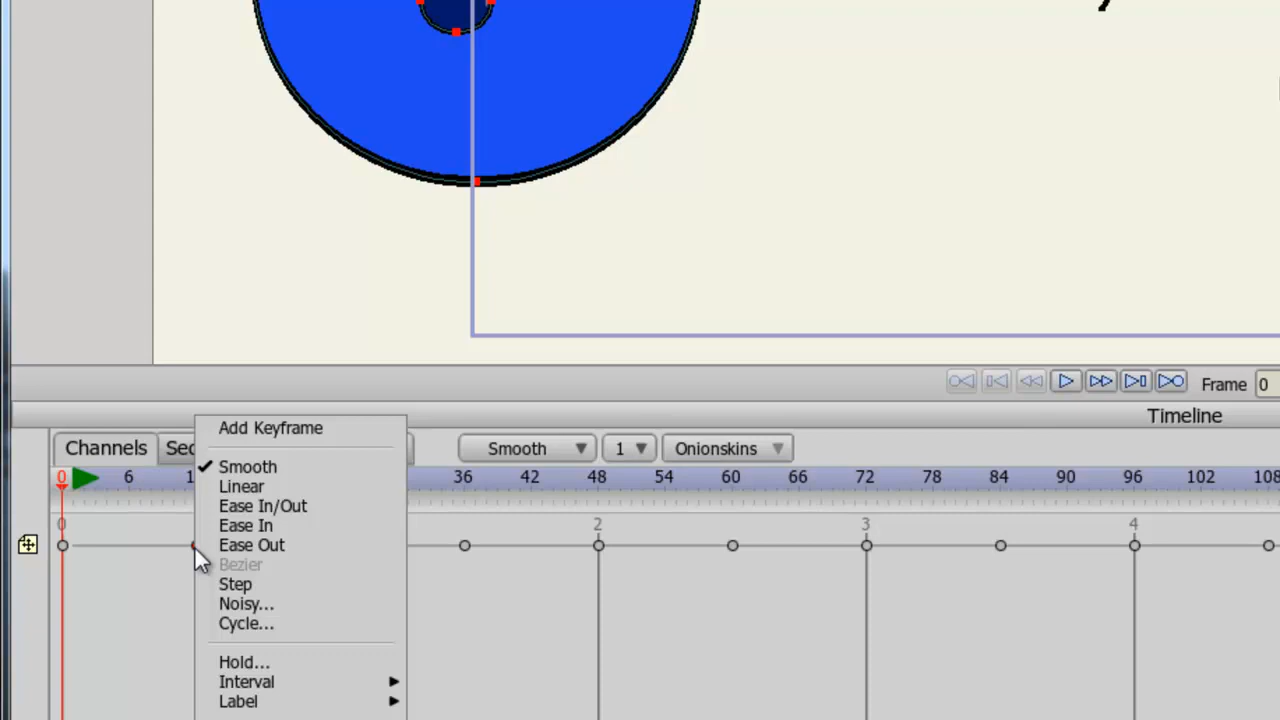 Frame 0
Timeline
Channels Smooth 1 Onionskins
0 6 36 42 48 54 60 66 72 78 84 90 96 102 108
0 2 3 4
Add Keyframe
Smooth
Linear
Ease In/Out
Ease In
Ease Out
Bezier
Step
Noisy...
Cycle...
Hold...
Interval
Label